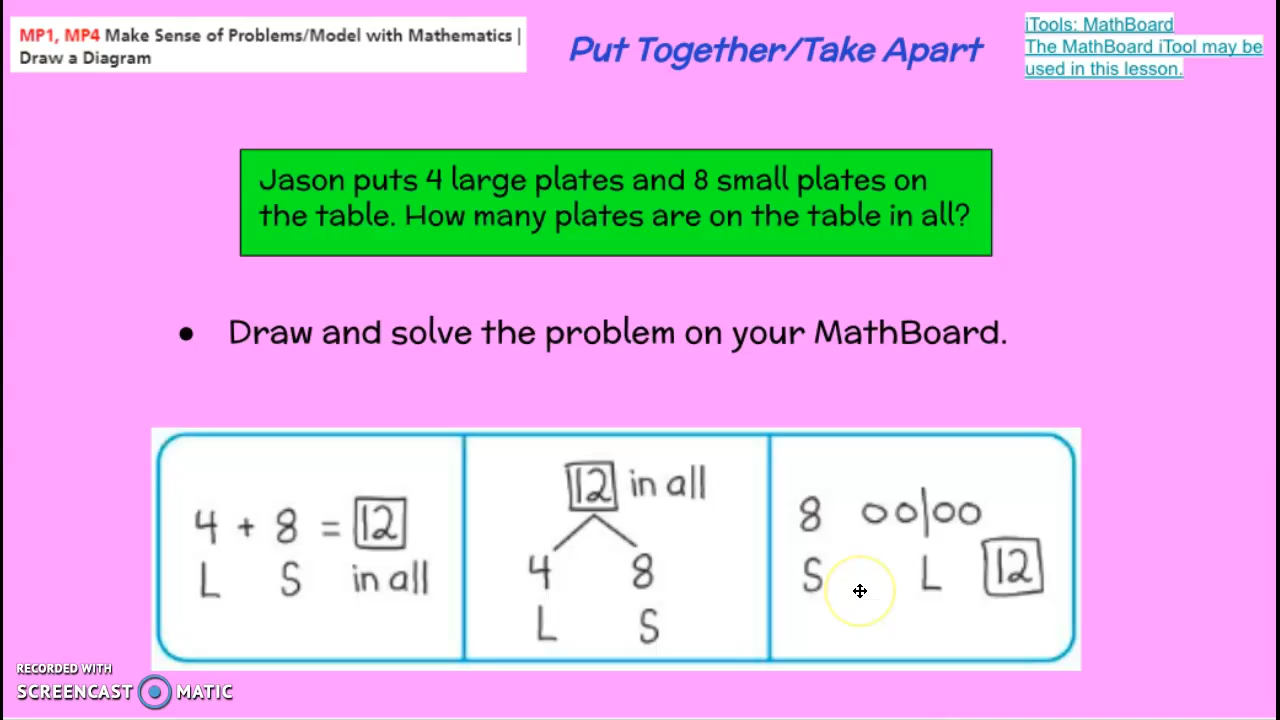 MP1, MP4 Make Sense of Problems/Model with Mathematics |
Draw a Diagram
Put Together/Take Apart
iTools: MathBoard
The MathBoard iTool may be
used in this lesson.
Jason puts 4 large plates and 8 small plates on
the table. How many plates are on the table in all?
● Draw and solve the problem on your MathBoard.
4 + 8 = 12
L S in all
12 in all
4 8
L S
8 oo|oo
S L 12
RECORDED WITH
SCREENCAST MATIC